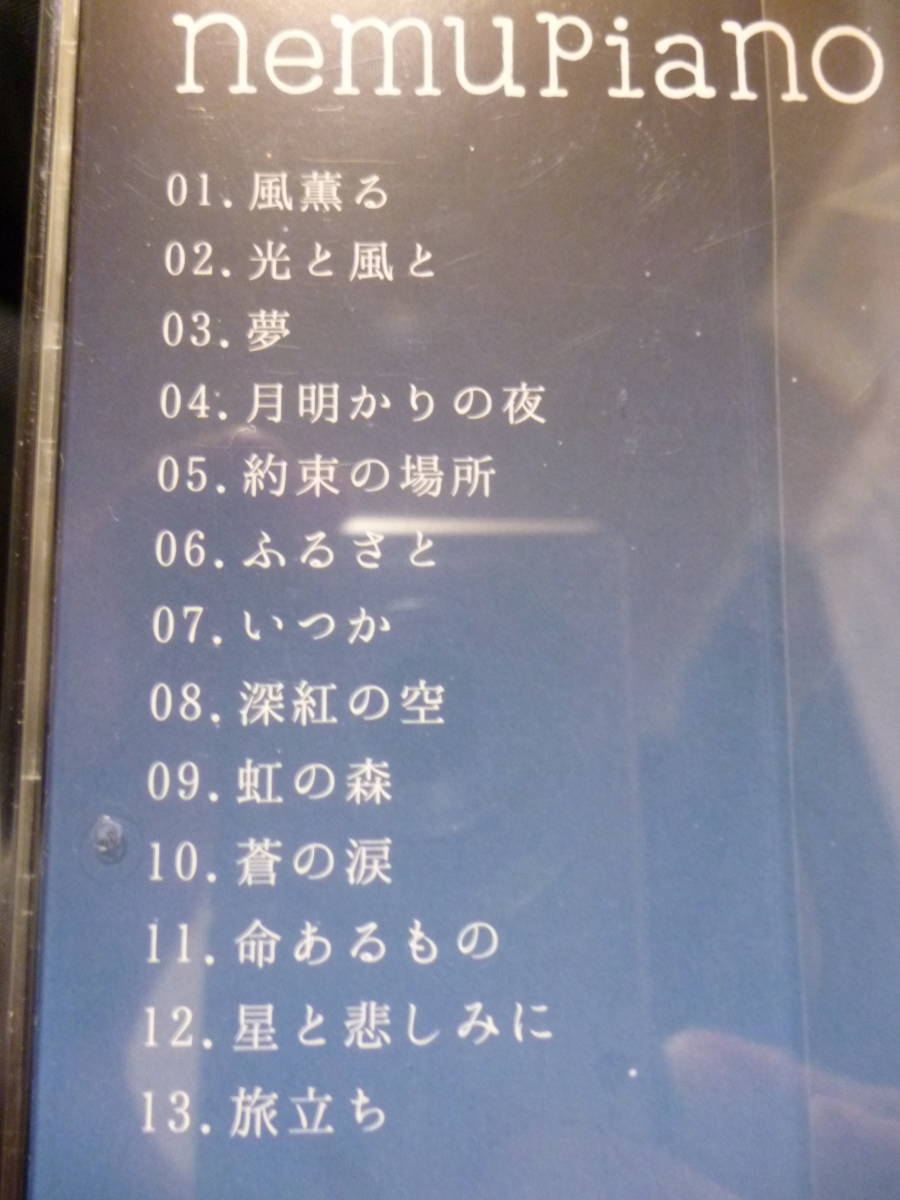 nemupiano
01.風薫る
02.光と風と
03.夢
04.月明かりの夜
05.約束の場所
06.ふるさと
07.いつか
08.深紅の空
09.虹の森
10.蒼の涙
11.命あるもの
12.星と悲しみに
13.旅立ち